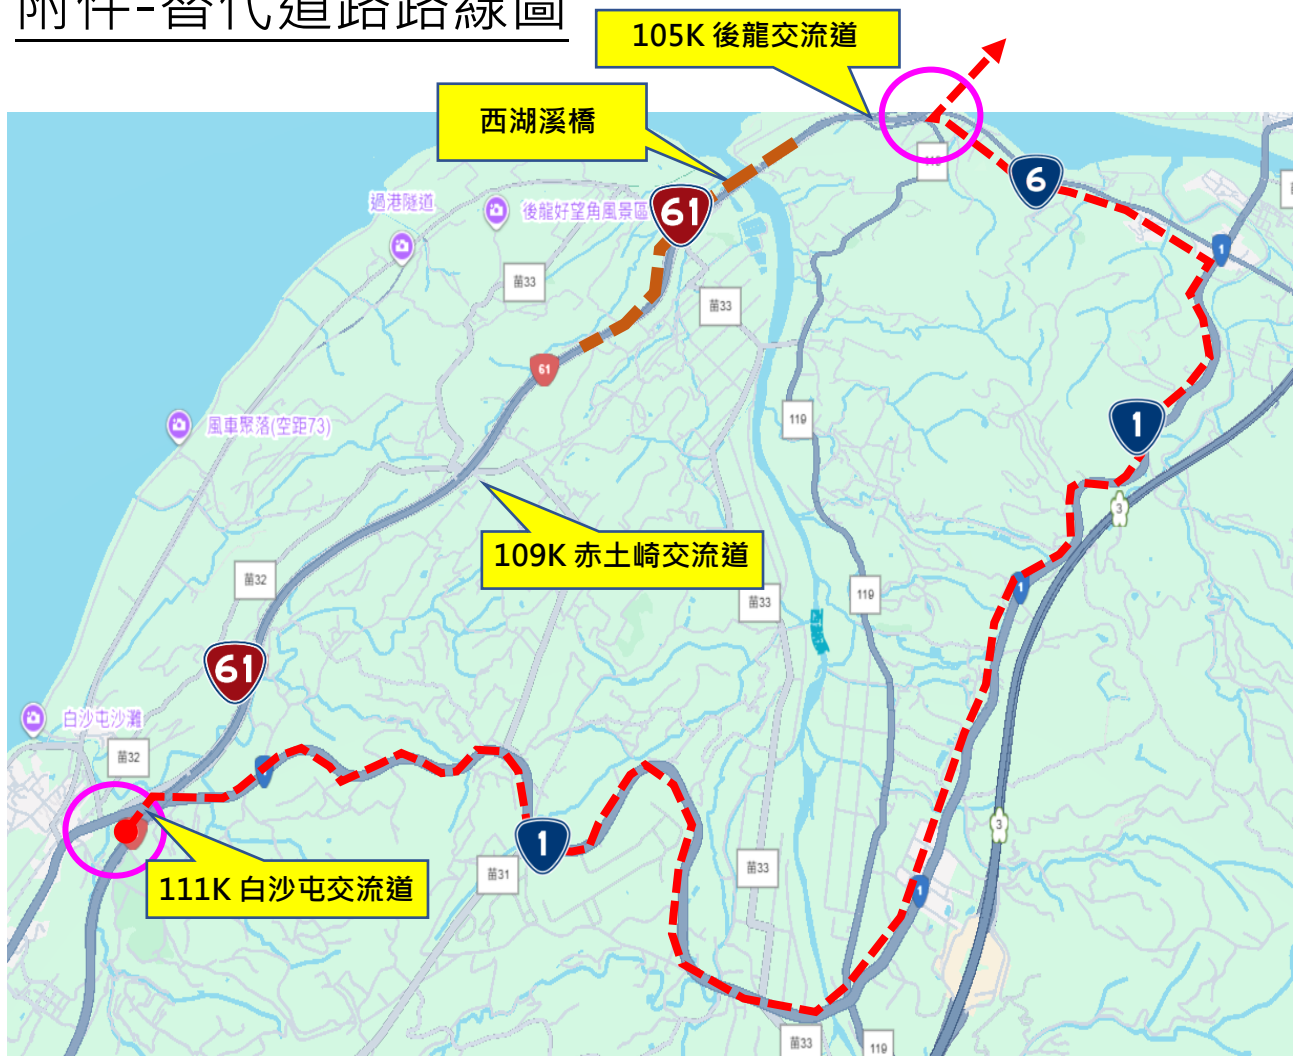 附件-替代道路路線圖
105K 後龍交流道
西湖溪橋
119
6
過港隧道
後龍好望角風景區
61
1
苗33
苗33
61
風車聚落(空距73)
119
1
3
109K 赤土崎交流道
苗32
苗33
119
1
61
白沙屯沙灘
苗32
1
3
1
苗31
苗33
1
111K 白沙屯交流道
苗33
119